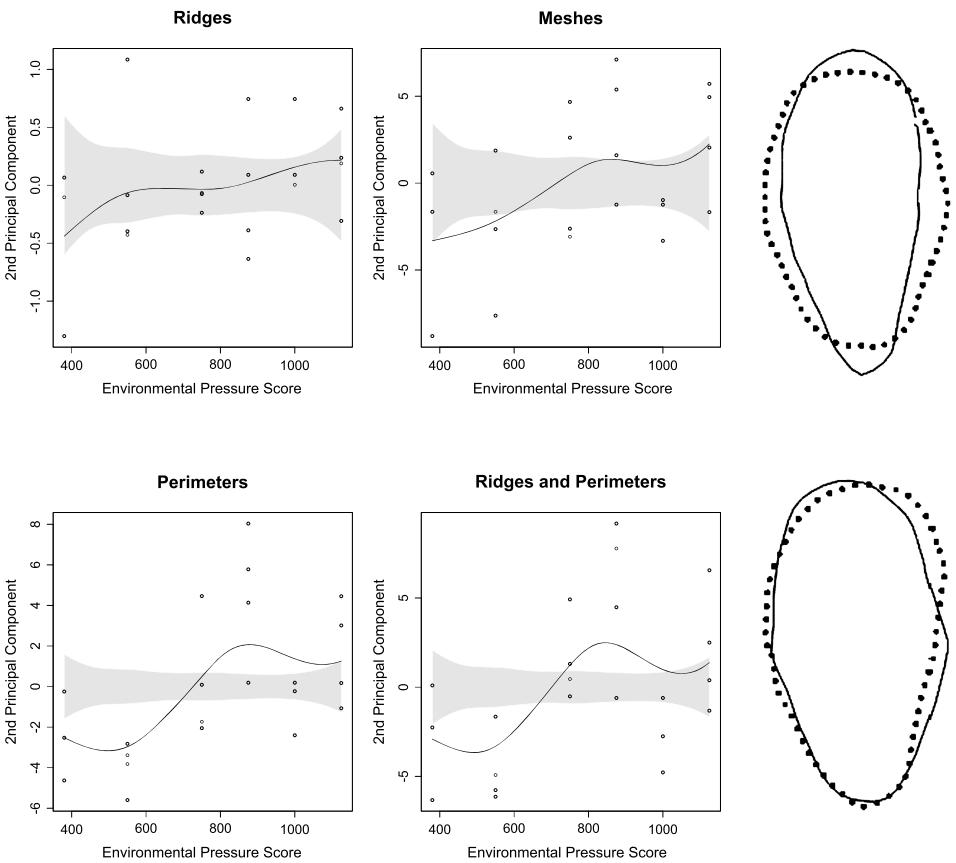 Ridges
2nd Principal Component
1.0
0.5
0.0
-0.5
-1.0
400 600 800 1000
Environmental Pressure Score
Meshes
2nd Principal Component
5
0
-5
400 600 800 1000
Environmental Pressure Score
Perimeters
2nd Principal Component
8
6
4
2
0
-2
-4
-6
400 600 800 1000
Environmental Pressure Score
Ridges and Perimeters
2nd Principal Component
5
0
-5
400 600 800 1000
Environmental Pressure Score